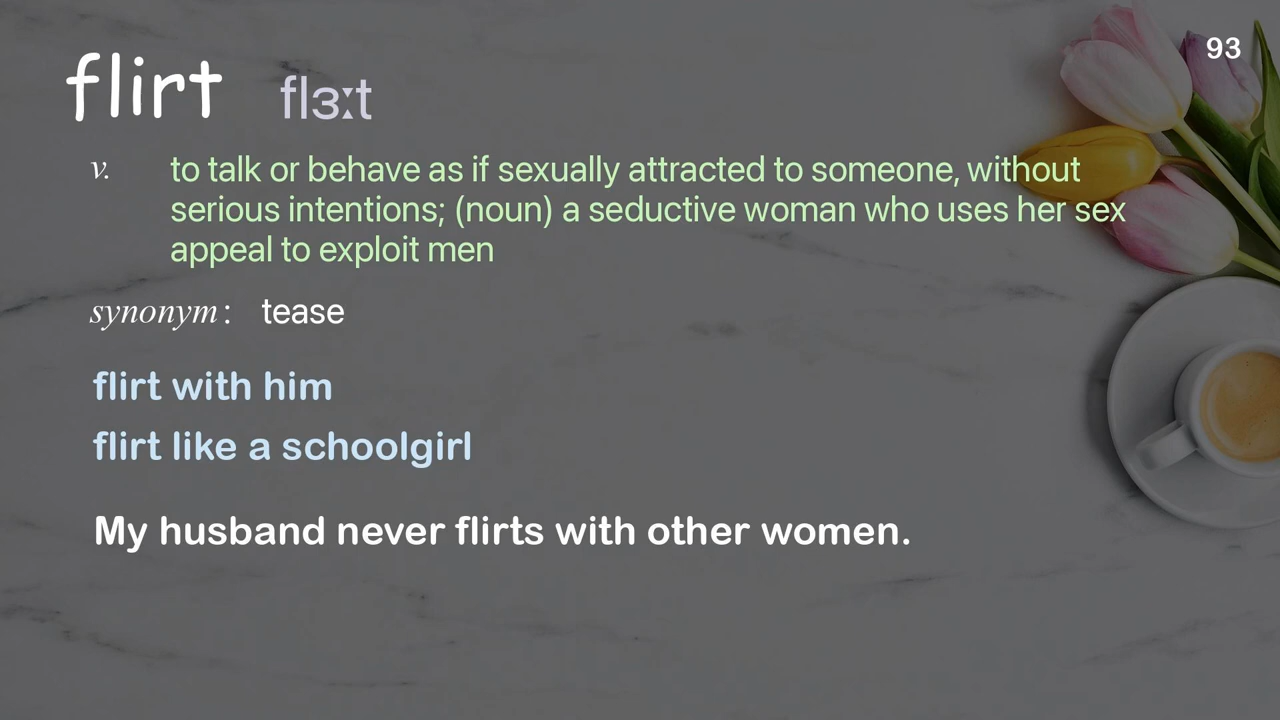 93
flirt flɜːt
v. to talk or behave as if sexually attracted to someone, without
serious intentions; (noun) a seductive woman who uses her sex
appeal to exploit men
synonym: tease
flirt with him
flirt like a schoolgirl
My husband never flirts with other women.